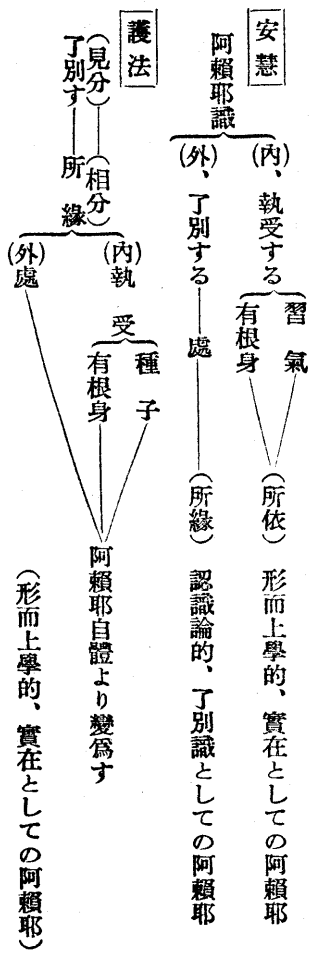 安慧
阿賴耶識
(內)、執受する
習氣
有根身
(所依) 形而上學的、實在としての阿賴耶
(外)、了別する
處
(所緣) 認識論的、了別識としての阿賴耶
護法
(見分)
了別す
(相分)
所緣
(內)執受
種子
有根身
(外)處
阿賴耶自體より變爲す
(形而上學的、實在としての阿賴耶)